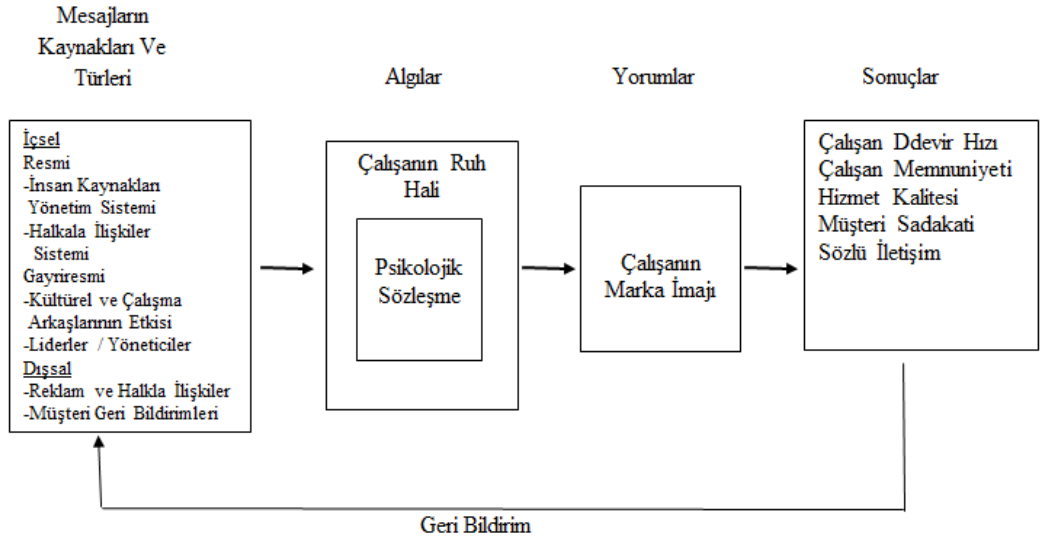 Mesajların
Kaynakları Ve
Türleri
Algılar
Yorumlar
Sonuçlar
İçsel
Resmi
-İnsan Kaynakları
Yönetim Sistemi
-Halkala İlişkiler
Sistemi
Gayriresmi
-Kültürel ve Çalışma
Arkaşlarının Etkisi
-Liderler / Yöneticiler
Dışsal
-Reklam ve Halkla İlişkiler
-Müşteri Geri Bildirimleri
Çalışanın Ruh
Hali
Psikolojik
Sözleşme
Çalışanın
Marka İmajı
Çalışan Ddevir Hızı
Çalışan Memnuniyeti
Hizmet Kalitesi
Müşteri Sadakati
Sözlü İletişim
Geri Bildirim